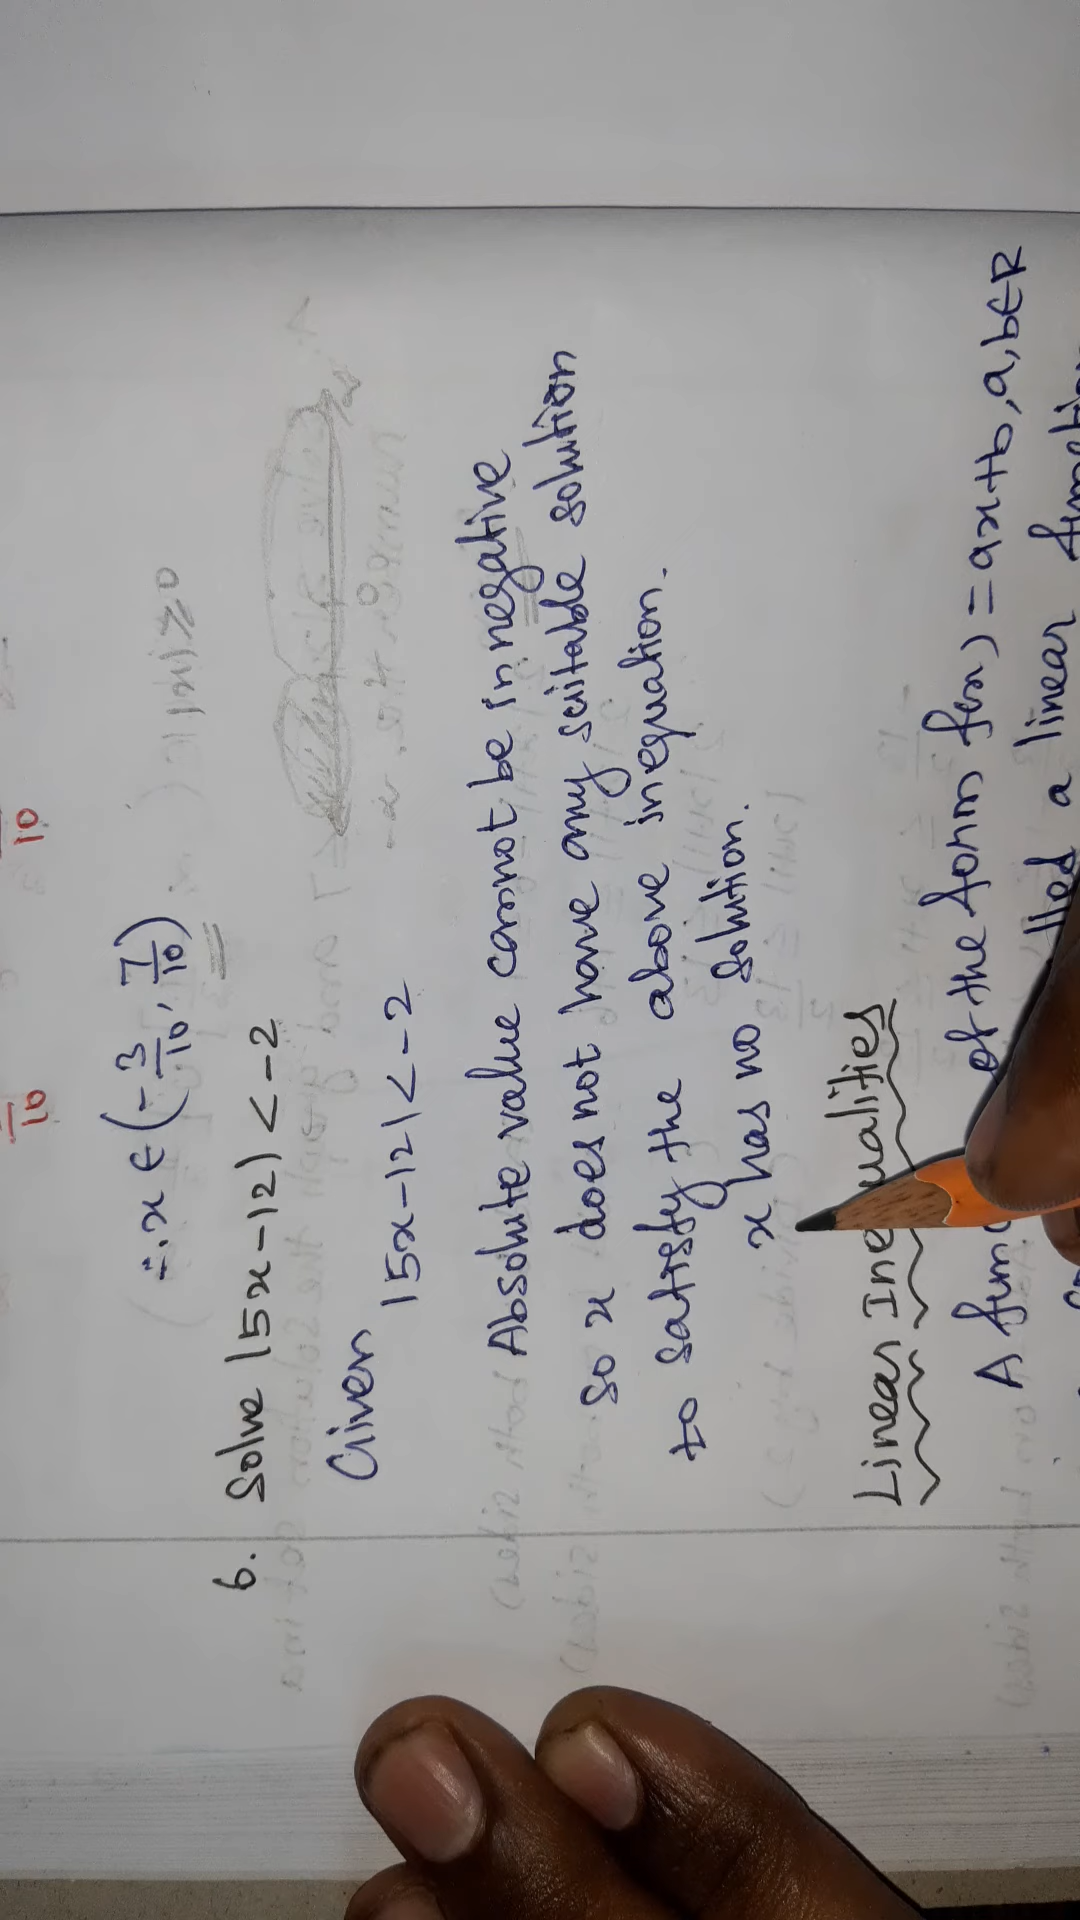 ∴ x ∈ (-3/10, 7/10)
6. Solve |5x-12| < -2
Given
|5x-12| < -2
Absolute value cannot be in negative
so x does not have any suitable solution
to satisfy the above inequation.
x has no solution.
Linear Inequalities
A func of the form f(x) = ax+b, a, b ∈ R
lled a linear function